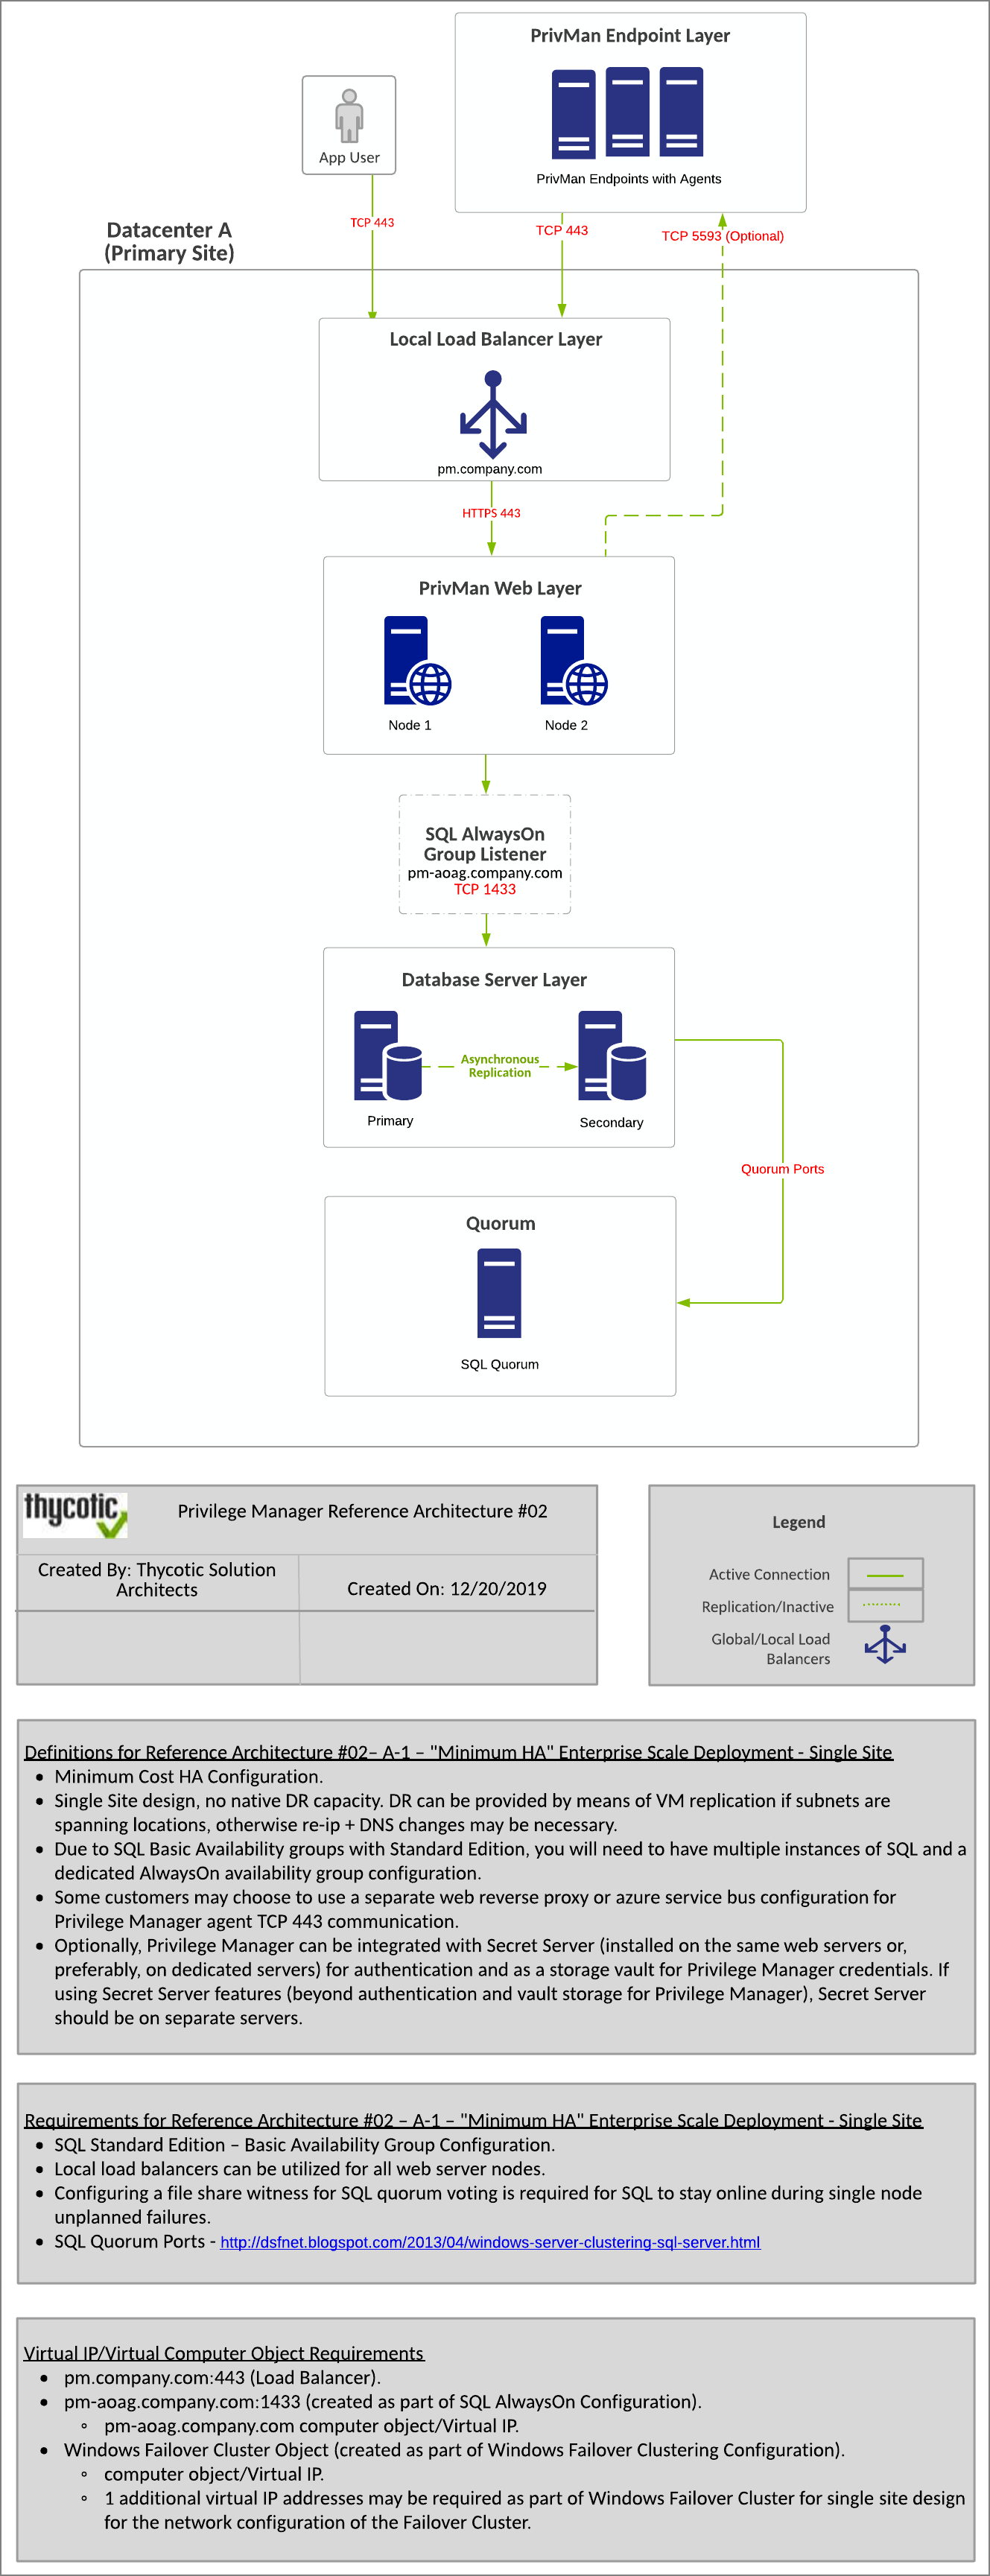 PrivMan Endpoint Layer
PrivMan Endpoints with Agents
App User
TCP 443
TCP 443
TCP 5593 (Optional)
Datacenter A
(Primary Site)
Local Load Balancer Layer
pm.company.com
HTTPS 443
PrivMan Web Layer
Node 1
Node 2
SQL AlwaysOn
Group Listener
pm-aoag.company.com
TCP 1433
Database Server Layer
Asynchronous
Replication
Primary
Secondary
Quorum Ports
Quorum
SQL Quorum
thycotic
Privilege Manager Reference Architecture #02
Created By: Thycotic Solution
Architects
Created On: 12/20/2019
Legend
Active Connection
Replication/Inactive
Global/Local Load
Balancers
Definitions for Reference Architecture #02– A-1 – "Minimum HA" Enterprise Scale Deployment - Single Site
• Minimum Cost HA Configuration.
• Single Site design, no native DR capacity. DR can be provided by means of VM replication if subnets are
spanning locations, otherwise re-ip + DNS changes may be necessary.
• Due to SQL Basic Availability groups with Standard Edition, you will need to have multiple instances of SQL and a
dedicated AlwaysOn availability group configuration.
• Some customers may choose to use a separate web reverse proxy or azure service bus configuration for
Privilege Manager agent TCP 443 communication.
• Optionally, Privilege Manager can be integrated with Secret Server (installed on the same web servers or,
preferably, on dedicated servers) for authentication and as a storage vault for Privilege Manager credentials. If
using Secret Server features (beyond authentication and vault storage for Privilege Manager), Secret Server
should be on separate servers.
Requirements for Reference Architecture #02 – A-1 – "Minimum HA" Enterprise Scale Deployment - Single Site
• SQL Standard Edition – Basic Availability Group Configuration.
• Local load balancers can be utilized for all web server nodes.
• Configuring a file share witness for SQL quorum voting is required for SQL to stay online during single node
unplanned failures.
• SQL Quorum Ports - http://dsfnet.blogspot.com/2013/04/windows-server-clustering-sql-server.html
Virtual IP/Virtual Computer Object Requirements
• pm.company.com:443 (Load Balancer).
• pm-aoag.company.com:1433 (created as part of SQL AlwaysOn Configuration).
◦ pm-aoag.company.com computer object/Virtual IP.
• Windows Failover Cluster Object (created as part of Windows Failover Clustering Configuration).
◦ computer object/Virtual IP.
◦ 1 additional virtual IP addresses may be required as part of Windows Failover Cluster for single site design
for the network configuration of the Failover Cluster.